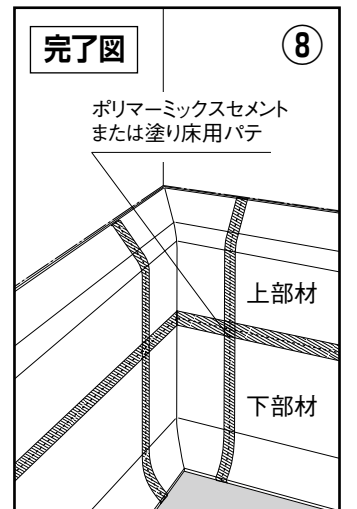 完了図
⑧
ポリマーミックスセメント
または塗り床用パテ
上部材
下部材